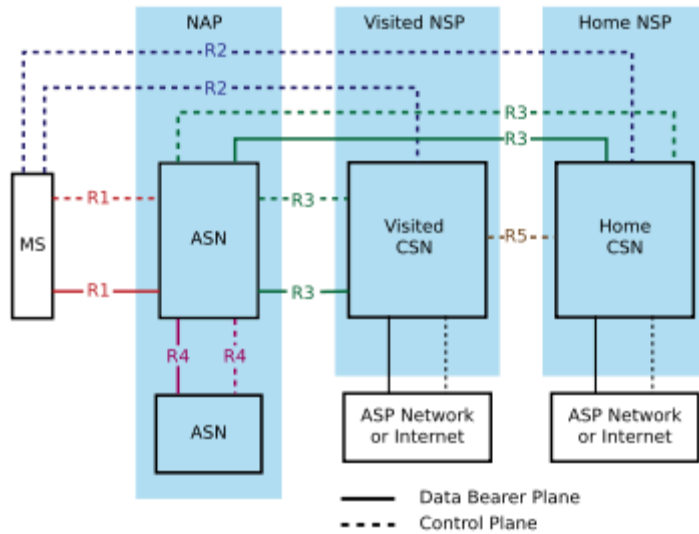 NAP
Visited NSP
Home NSP
R2
R2
R3
R3
R1
R3
MS
ASN
Visited
CSN
R5
Home
CSN
R1
R3
R4
R4
ASN
ASP Network
or Internet
ASP Network
or Internet
Data Bearer Plane
Control Plane